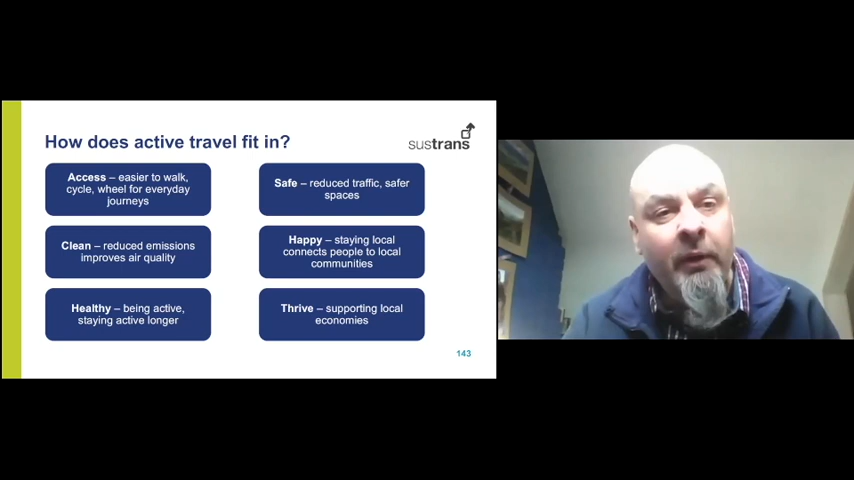 How does active travel fit in?
sustrans
Access – easier to walk,
cycle, wheel for everyday
journeys
Safe – reduced traffic, safer
spaces
Clean – reduced emissions
improves air quality
Happy – staying local
connects people to local
communities
Healthy – being active,
staying active longer
Thrive – supporting local
economies
143